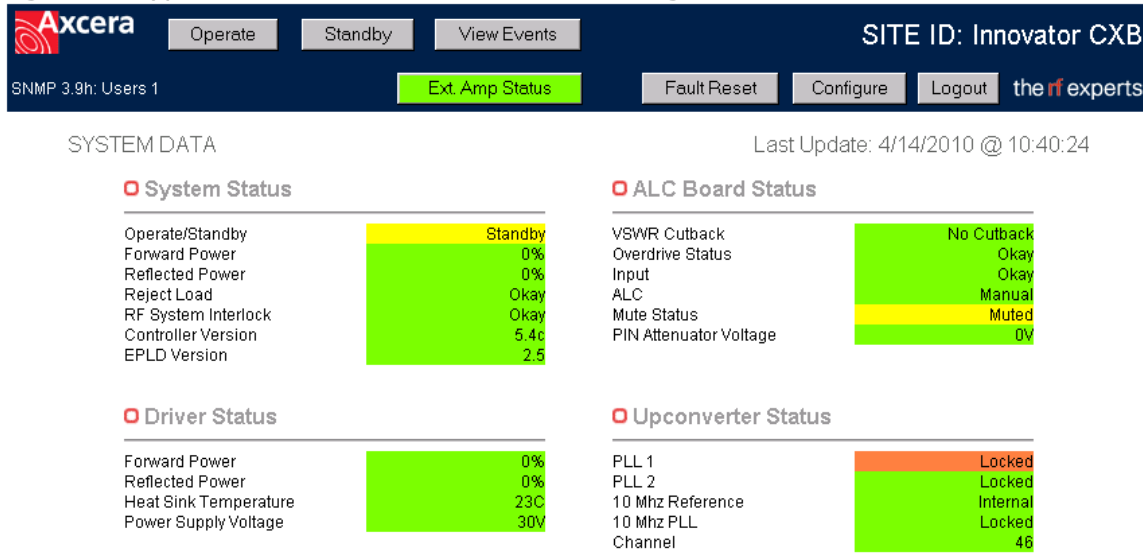 Axcera
Operate
Standby
View Events
SITE ID: Innovator CXB
SNMP 3.9h: Users 1
Ext. Amp Status
Fault Reset
Configure
Logout
the rf experts
SYSTEM DATA
Last Update: 4/14/2010 @ 10:40:24
System Status
Operate/Standby Standby
Forward Power 0%
Reflected Power 0%
Reject Load Okay
RF System Interlock Okay
Controller Version 5.4c
EPLD Version 2.5
ALC Board Status
VSWR Cutback No Cutback
Overdrive Status Okay
Input Okay
ALC Manual
Mute Status Muted
PIN Attenuator Voltage 0V
Driver Status
Forward Power 0%
Reflected Power 0%
Heat Sink Temperature 23C
Power Supply Voltage 30V
Upconverter Status
PLL 1 Locked
PLL 2 Locked
10 Mhz Reference Internal
10 Mhz PLL Locked
Channel 46